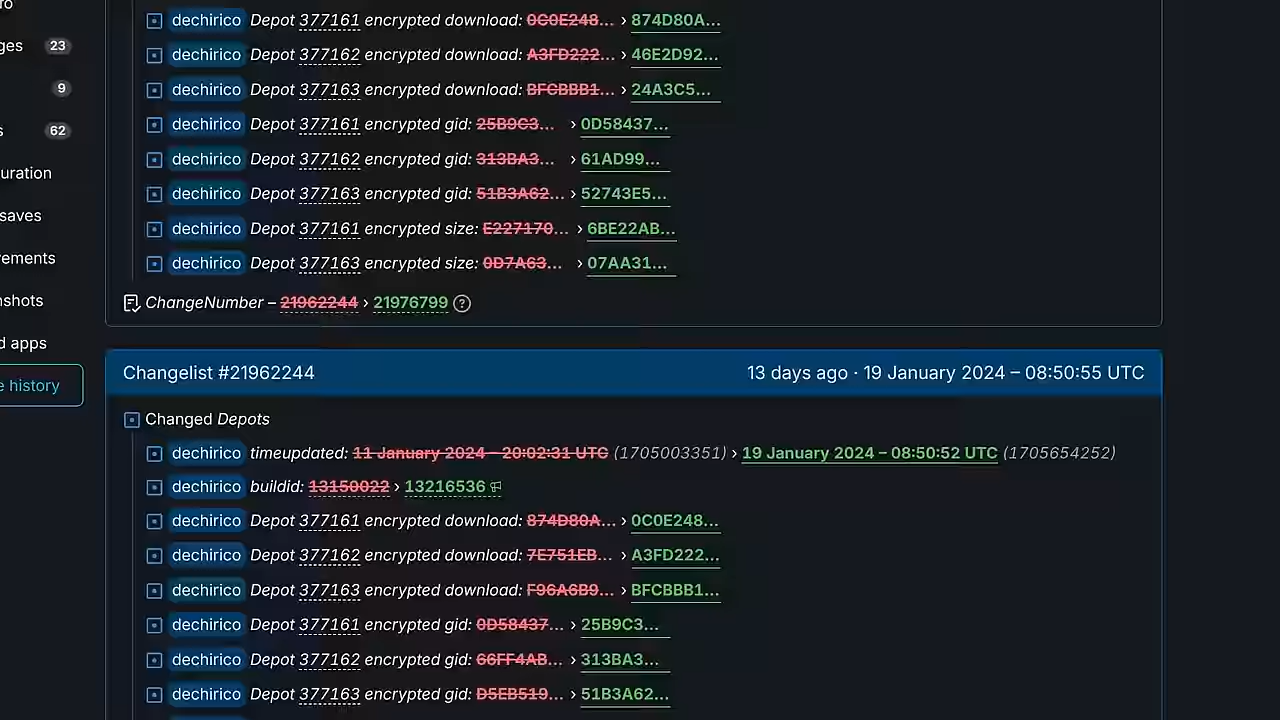 dechirico Depot 377161 encrypted download: 0C0E248... › 874D80A...
ges 23
dechirico Depot 377162 encrypted download: A3FD222... › 46E2D92...
9
dechirico Depot 377163 encrypted download: BFCBBB1... › 24A3C5...
s 62
dechirico Depot 377161 encrypted gid: 25B9C3... › 0D58437...
dechirico Depot 377162 encrypted gid: 313BA3... › 61AD99...
uration
dechirico Depot 377163 encrypted gid: 51B3A62... › 52743E5...
saves
dechirico Depot 377161 encrypted size: E227170... › 6BE22AB...
ements
dechirico Depot 377163 encrypted size: 0D7A63... › 07AA31...
nshots
ChangeNumber – 21962244 › 21976799 ?
d apps
e history
Changelist #21962244 13 days ago · 19 January 2024 – 08:50:55 UTC
Changed Depots
dechirico timeupdated: 11 January 2024 – 20:02:31 UTC (1705003351) › 19 January 2024 – 08:50:52 UTC (1705654252)
dechirico buildid: 13150022 › 13216536
dechirico Depot 377161 encrypted download: 874D80A... › 0C0E248...
dechirico Depot 377162 encrypted download: 7E751EB... › A3FD222...
dechirico Depot 377163 encrypted download: F96A6B9... › BFCBBB1...
dechirico Depot 377161 encrypted gid: 0D58437... › 25B9C3...
dechirico Depot 377162 encrypted gid: 66FF4AB... › 313BA3...
dechirico Depot 377163 encrypted gid: D5EB519... › 51B3A62...